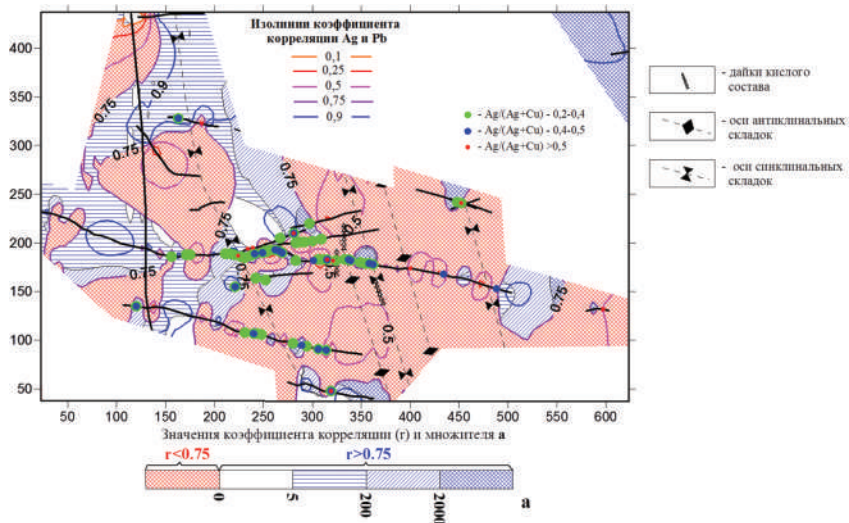 Изолинии коэффициента
корреляции Ag и Pb
0,1
0,25
0,5
0,75
0,9
- Ag/(Ag+Cu) - 0,2-0,4
- Ag/(Ag+Cu) - 0,4-0,5
- Ag/(Ag+Cu) >0,5
- дайки кислого
состава
- оси антиклинальных
складок
- оси синклинальных
складок
400
350
300
250
200
150
100
50
0.75
0.9
0.75
0.75
0.5
0.75
0.75
0.75
0.5
0.5
0.75
50 100 150 200 250 300 350 400 450 500 550 600
Значения коэффициента корреляции (r) и множителя a
r<0.75 r>0.75
0 5 200 2000 a